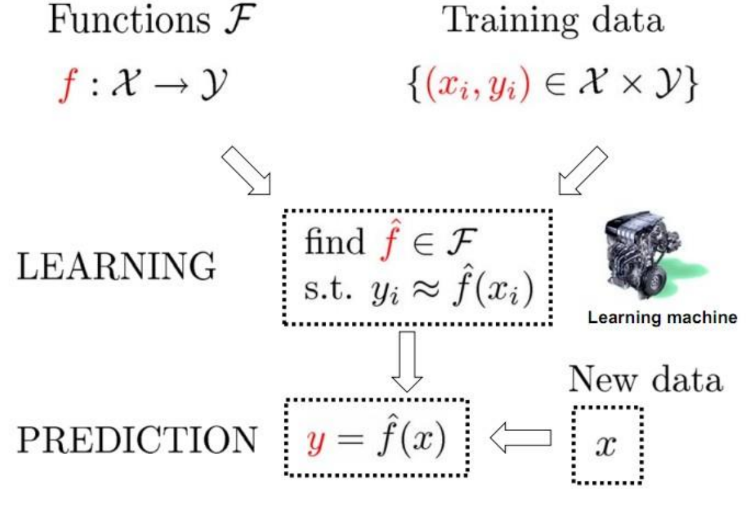 Functions ℱ
Training data
f : 𝒳 → 𝒴
{(xᵢ, yᵢ) ∈ 𝒳 × 𝒴}
LEARNING
find f̂ ∈ ℱ
s.t. yᵢ ≈ f̂(xᵢ)
Learning machine
New data
PREDICTION
y = f̂(x)
x